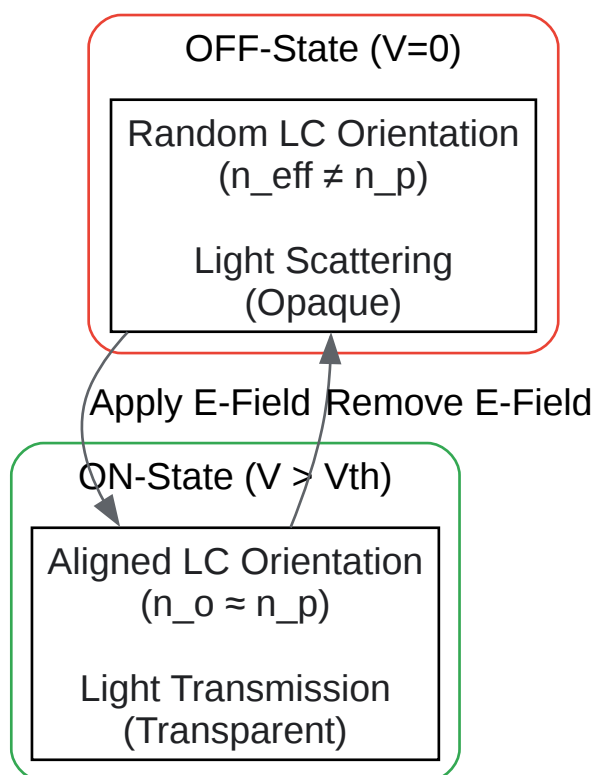 OFF-State (V=0)
Random LC Orientation
(n_eff ≠ n_p)
Light Scattering
(Opaque)
Apply E-Field
Remove E-Field
ON-State (V > Vth)
Aligned LC Orientation
(n_o ≈ n_p)
Light Transmission
(Transparent)